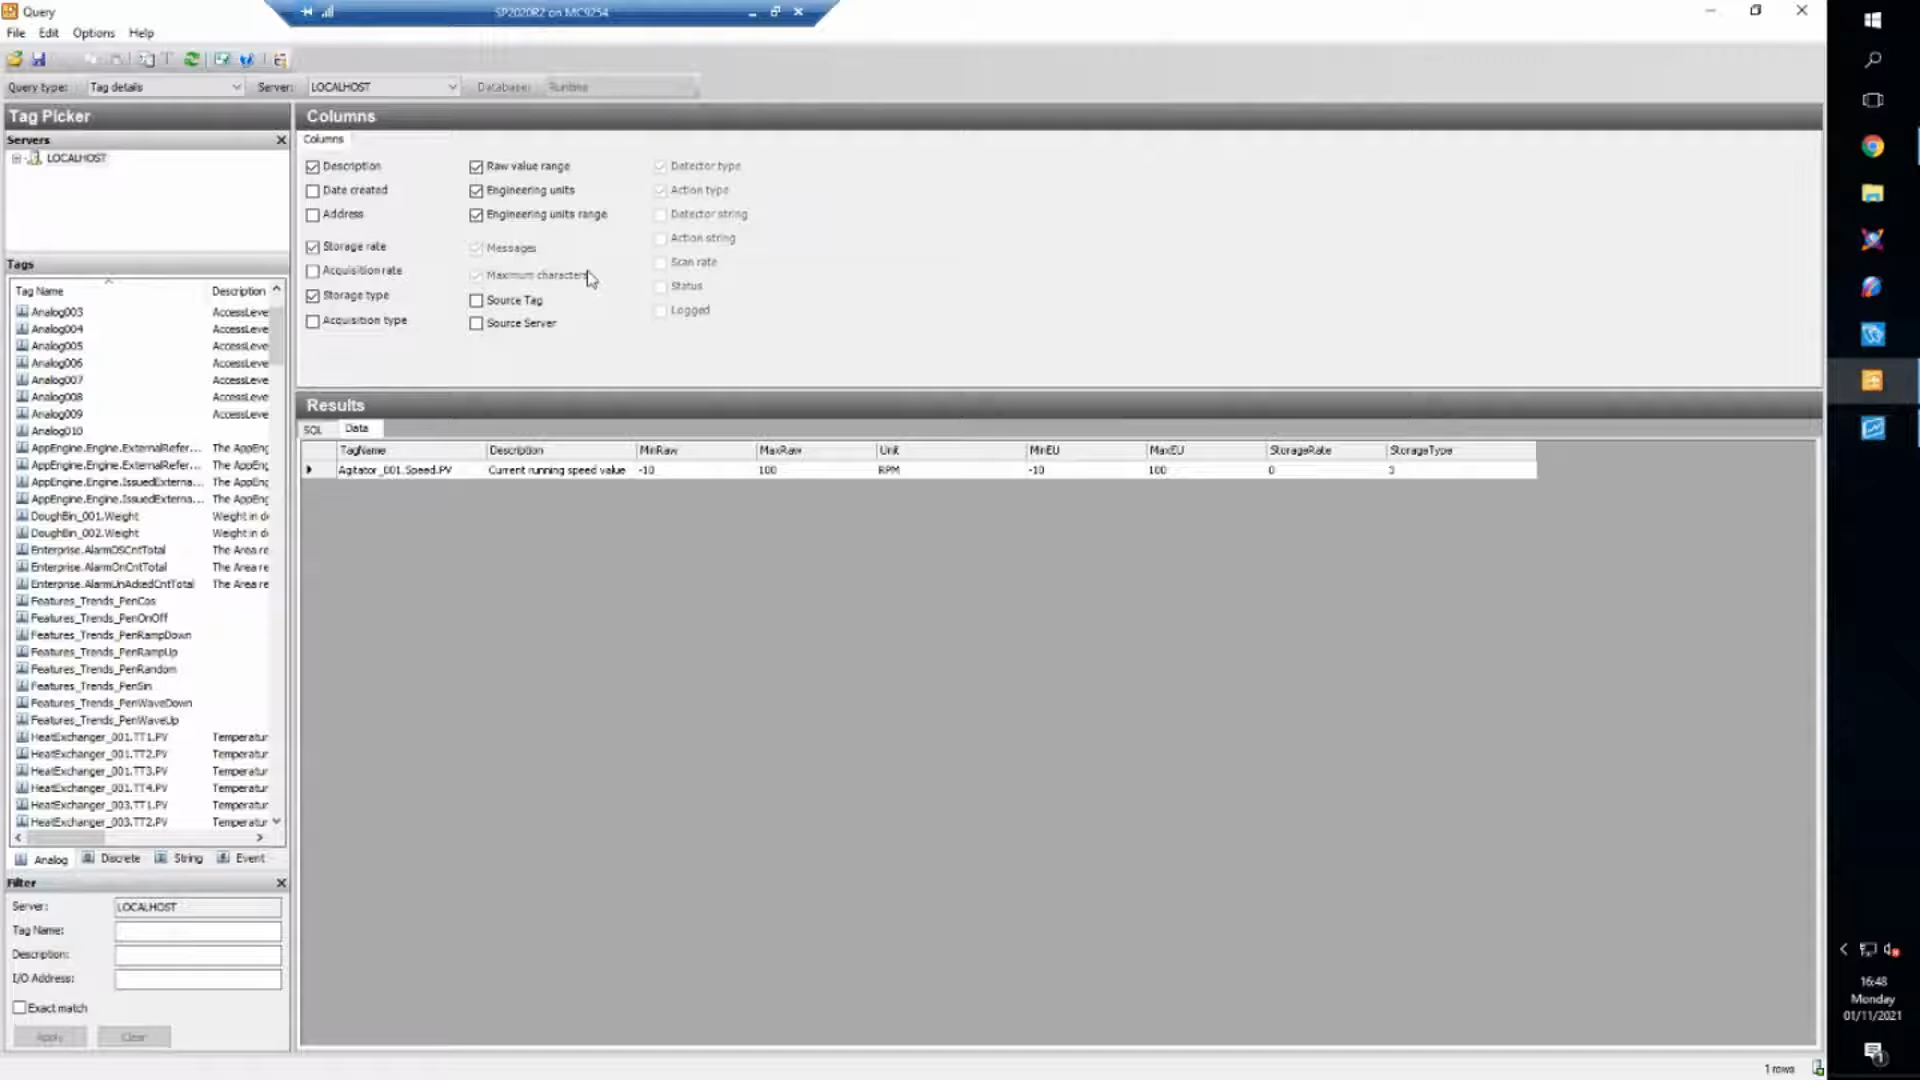 Query
SP2020R2 on MC9254
File Edit Options Help
Query type: Tag details Server: LOCALHOST Database: Runtime
Tag Picker
Servers
LOCALHOST
Tags
Tag Name Description
Analog003 AccessLeve
Analog004 AccessLeve
Analog005 AccessLeve
Analog006 AccessLeve
Analog007 AccessLeve
Analog008 AccessLeve
Analog009 AccessLeve
Analog010
AppEngine.Engine.ExternalRefer... The AppEng
AppEngine.Engine.ExternalRefer... The AppEng
AppEngine.Engine.IssuedExterna... The AppEng
AppEngine.Engine.IssuedExterna... The AppEng
DoughBin_001.Weight Weight in d
DoughBin_002.Weight Weight in d
Enterprise.AlarmDSCntTotal The Area re
Enterprise.AlarmOnCntTotal The Area re
Enterprise.AlarmUnAckedCntTotal The Area re
Features_Trends_PenCos
Features_Trends_PenOnOff
Features_Trends_PenRampDown
Features_Trends_PenRampUp
Features_Trends_PenRandom
Features_Trends_PenSin
Features_Trends_PenWaveDown
Features_Trends_PenWaveUp
HeatExchanger_001.TT1.PV Temperatur
HeatExchanger_001.TT2.PV Temperatur
HeatExchanger_001.TT3.PV Temperatur
HeatExchanger_001.TT4.PV Temperatur
HeatExchanger_003.TT1.PV Temperatur
HeatExchanger_003.TT2.PV Temperatur
Analog Discrete String Event
Filter
Server: LOCALHOST
Tag Name:
Description:
I/O Address:
Exact match
Apply Clear
Columns
Columns
Description Raw value range Detector type
Date created Engineering units Action type
Address Engineering units range Detector string
Storage rate Messages Action string
Acquisition rate Maximum characters Scan rate
Storage type Source Tag Status
Acquisition type Source Server Logged
Results
SQL Data
TagName Description MinRaw MaxRaw Unit MinEU MaxEU StorageRate StorageType
Agitator_001.Speed.PV Current running speed value -10 100 RPM -10 100 0 3
1 rows
16:48
Monday
01/11/2021
1